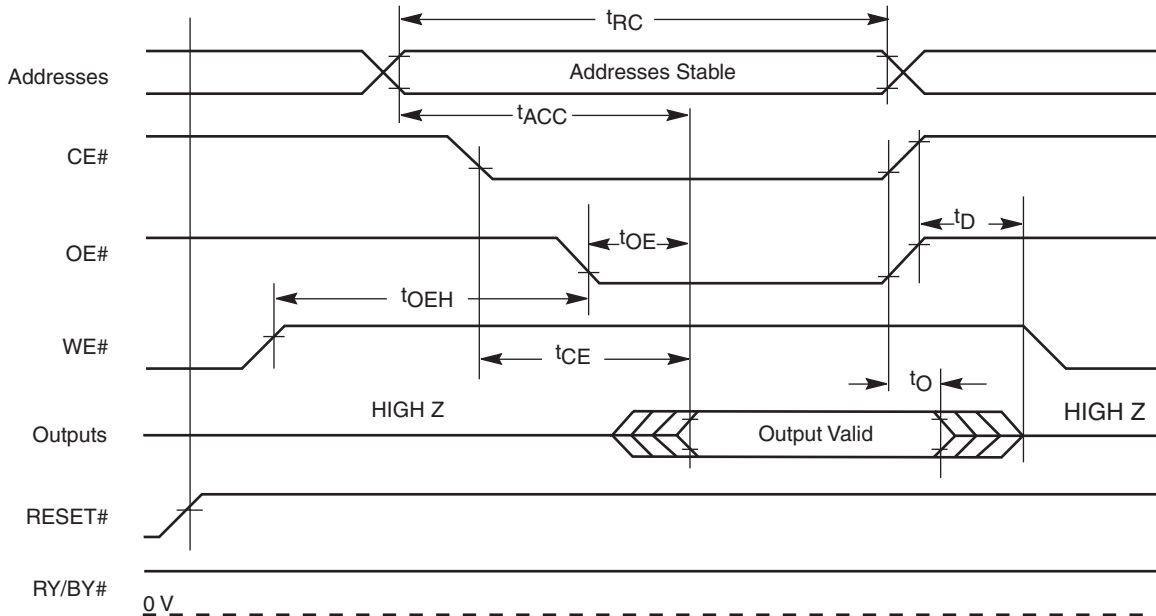 tRC
Addresses
Addresses Stable
tACC
CE#
tD
tOE
OE#
tOEH
WE#
tCE
tO
HIGH Z
HIGH Z
Outputs
Output Valid
RESET#
RY/BY#
0 V